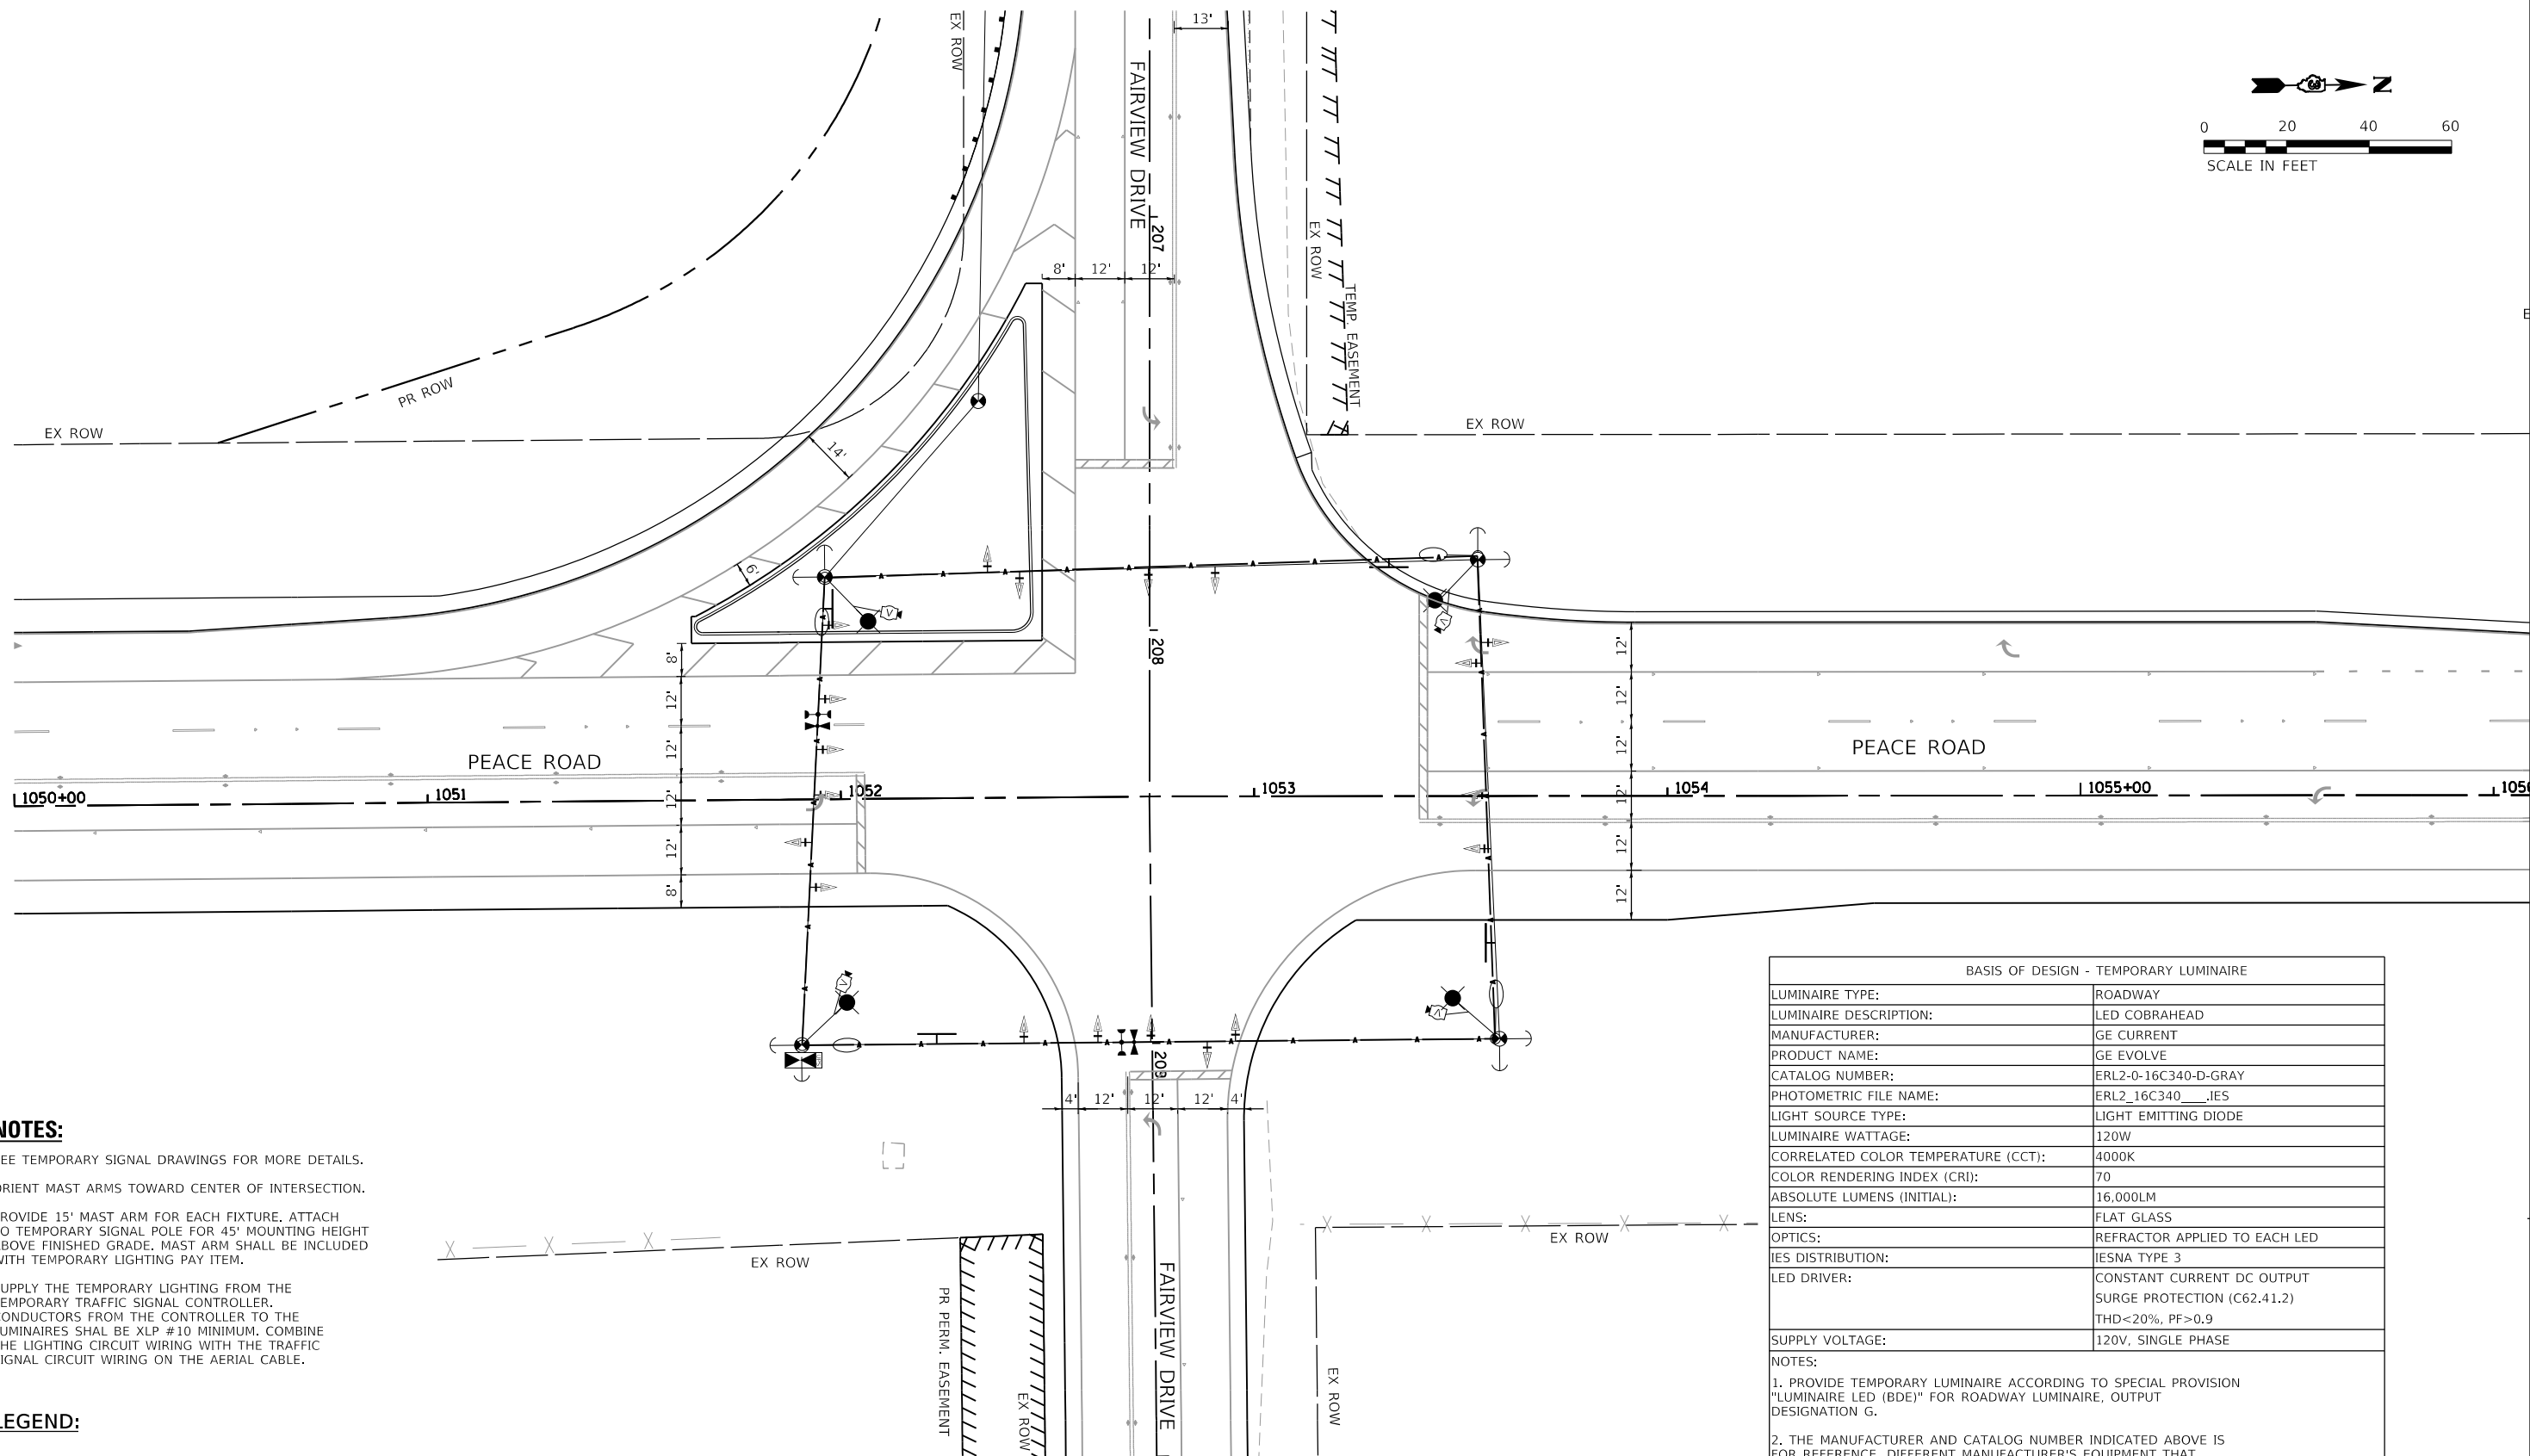 13'
EX ROW
FAIRVIEW DRIVE
N
0 20 40 60
SCALE IN FEET
207
EX ROW
TEMP. EASEMENT
8' 12' 12'
PR ROW
EX ROW
EX ROW
14'
6'
V
V
208
8'
12'
12'
12'
12'
8'
12'
12'
12'
12'
12'
12'
PEACE ROAD
PEACE ROAD
1050+00 1051 1052 1053 1054 1055+00
V
V
209
4' 12' 12' 12' 4'
NOTES:
EE TEMPORARY SIGNAL DRAWINGS FOR MORE DETAILS.
ORIENT MAST ARMS TOWARD CENTER OF INTERSECTION.
ROVIDE 15' MAST ARM FOR EACH FIXTURE. ATTACH
O TEMPORARY SIGNAL POLE FOR 45' MOUNTING HEIGHT
BOVE FINISHED GRADE. MAST ARM SHALL BE INCLUDED
WITH TEMPORARY LIGHTING PAY ITEM.
UPPLY THE TEMPORARY LIGHTING FROM THE
EMPORARY TRAFFIC SIGNAL CONTROLLER.
CONDUCTORS FROM THE CONTROLLER TO THE
UMINAIRES SHAL BE XLP #10 MINIMUM. COMBINE
HE LIGHTING CIRCUIT WIRING WITH THE TRAFFIC
IGNAL CIRCUIT WIRING ON THE AERIAL CABLE.
LEGEND:
EX ROW
PR PERM. EASEMENT
EX ROW
FAIRVIEW DRIVE
EX ROW
EX ROW
BASIS OF DESIGN - TEMPORARY LUMINAIRE
LUMINAIRE TYPE: ROADWAY
LUMINAIRE DESCRIPTION: LED COBRAHEAD
MANUFACTURER: GE CURRENT
PRODUCT NAME: GE EVOLVE
CATALOG NUMBER: ERL2-0-16C340-D-GRAY
PHOTOMETRIC FILE NAME: ERL2_16C340___.IES
LIGHT SOURCE TYPE: LIGHT EMITTING DIODE
LUMINAIRE WATTAGE: 120W
CORRELATED COLOR TEMPERATURE (CCT): 4000K
COLOR RENDERING INDEX (CRI): 70
ABSOLUTE LUMENS (INITIAL): 16,000LM
LENS: FLAT GLASS
OPTICS: REFRACTOR APPLIED TO EACH LED
IES DISTRIBUTION: IESNA TYPE 3
LED DRIVER: CONSTANT CURRENT DC OUTPUT
SURGE PROTECTION (C62.41.2)
THD<20%, PF>0.9
SUPPLY VOLTAGE: 120V, SINGLE PHASE
NOTES:
1. PROVIDE TEMPORARY LUMINAIRE ACCORDING TO SPECIAL PROVISION
"LUMINAIRE LED (BDE)" FOR ROADWAY LUMINAIRE, OUTPUT
DESIGNATION G.
2. THE MANUFACTURER AND CATALOG NUMBER INDICATED ABOVE IS
FOR REFERENCE. DIFFERENT MANUFACTURER'S EQUIPMENT THAT